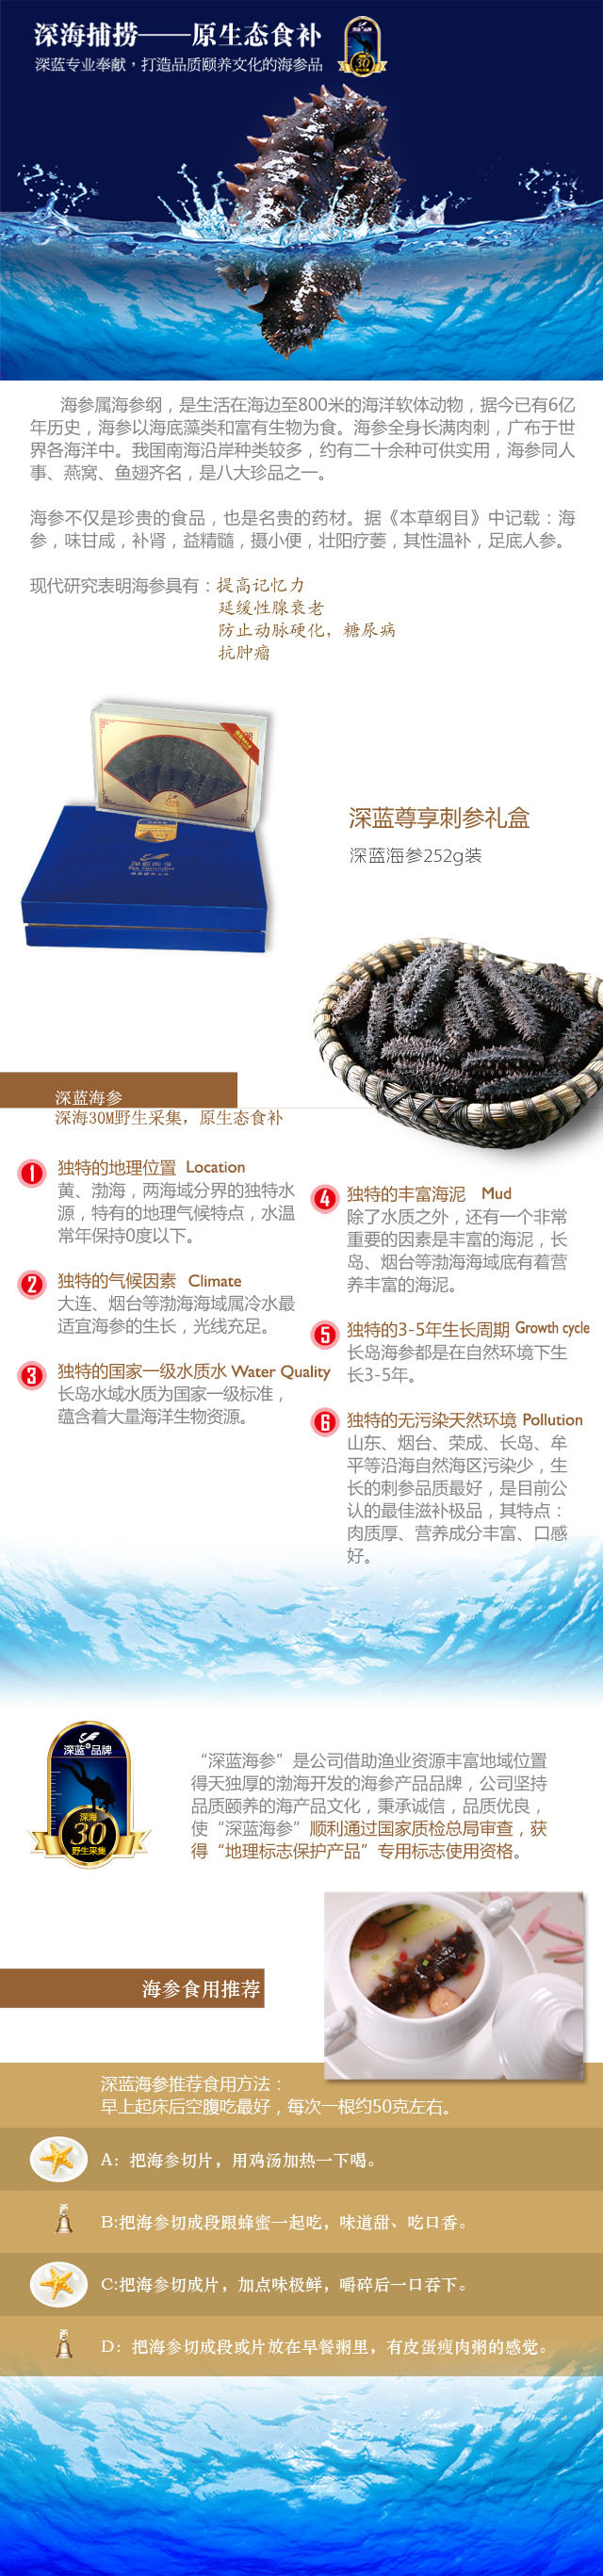 深海捕捞——原生态食补
深蓝专业奉献，打造品质颐养文化的海参品
30
海参属海参纲，是生活在海边至800米的海洋软体动物，据今已有6亿
年历史，海参以海底藻类和富有生物为食。海参全身长满肉刺，广布于世
界各海洋中。我国南海沿岸种类较多，约有二十余种可供实用，海参同人
事、燕窝、鱼翅齐名，是八大珍品之一。
海参不仅是珍贵的食品，也是名贵的药材。据《本草纲目》中记载：海
参，味甘咸，补肾，益精髓，摄小便，壮阳疗萎，其性温补，足底人参。
现代研究表明海参具有：提高记忆力
延缓性腺衰老
防止动脉硬化，糖尿病
抗肿瘤
深蓝海参
深蓝尊享刺参礼盒
深蓝海参252g装
深蓝海参
深海30M野生采集，原生态食补
1 独特的地理位置 Location
黄、渤海，两海域分界的独特水
源，特有的地理气候特点，水温
常年保持0度以下。
2 独特的气候因素 Climate
大连、烟台等渤海海域属冷水最
适宜海参的生长，光线充足。
3 独特的国家一级水质水 Water Quality
长岛水域水质为国家一级标准，
蕴含着大量海洋生物资源。
4 独特的丰富海泥 Mud
除了水质之外，还有一个非常
重要的因素是丰富的海泥，长
岛、烟台等渤海海域底有着营
养丰富的海泥。
5 独特的3-5年生长周期 Growth cycle
长岛海参都是在自然环境下生
长3-5年。
6 独特的无污染天然环境 Pollution
山东、烟台、荣成、长岛、牟
平等沿海自然海区污染少，生
长的刺参品质最好，是目前公
认的最佳滋补极品，其特点：
肉质厚、营养成分丰富、口感
好。
深蓝®品牌
深海
30
野生采集
“深蓝海参”是公司借助渔业资源丰富地域位置
得天独厚的渤海开发的海参产品品牌，公司坚持
品质颐养的海产品文化，秉承诚信，品质优良，
使“深蓝海参”顺利通过国家质检总局审查，获
得“地理标志保护产品”专用标志使用资格。
海参食用推荐
深蓝海参推荐食用方法：
早上起床后空腹吃最好，每次一根约50克左右。
A：把海参切片，用鸡汤加热一下喝。
B:把海参切成段跟蜂蜜一起吃，味道甜、吃口香。
C:把海参切成片，加点味极鲜，嚼碎后一口吞下。
D：把海参切成段或片放在早餐粥里，有皮蛋瘦肉粥的感觉。